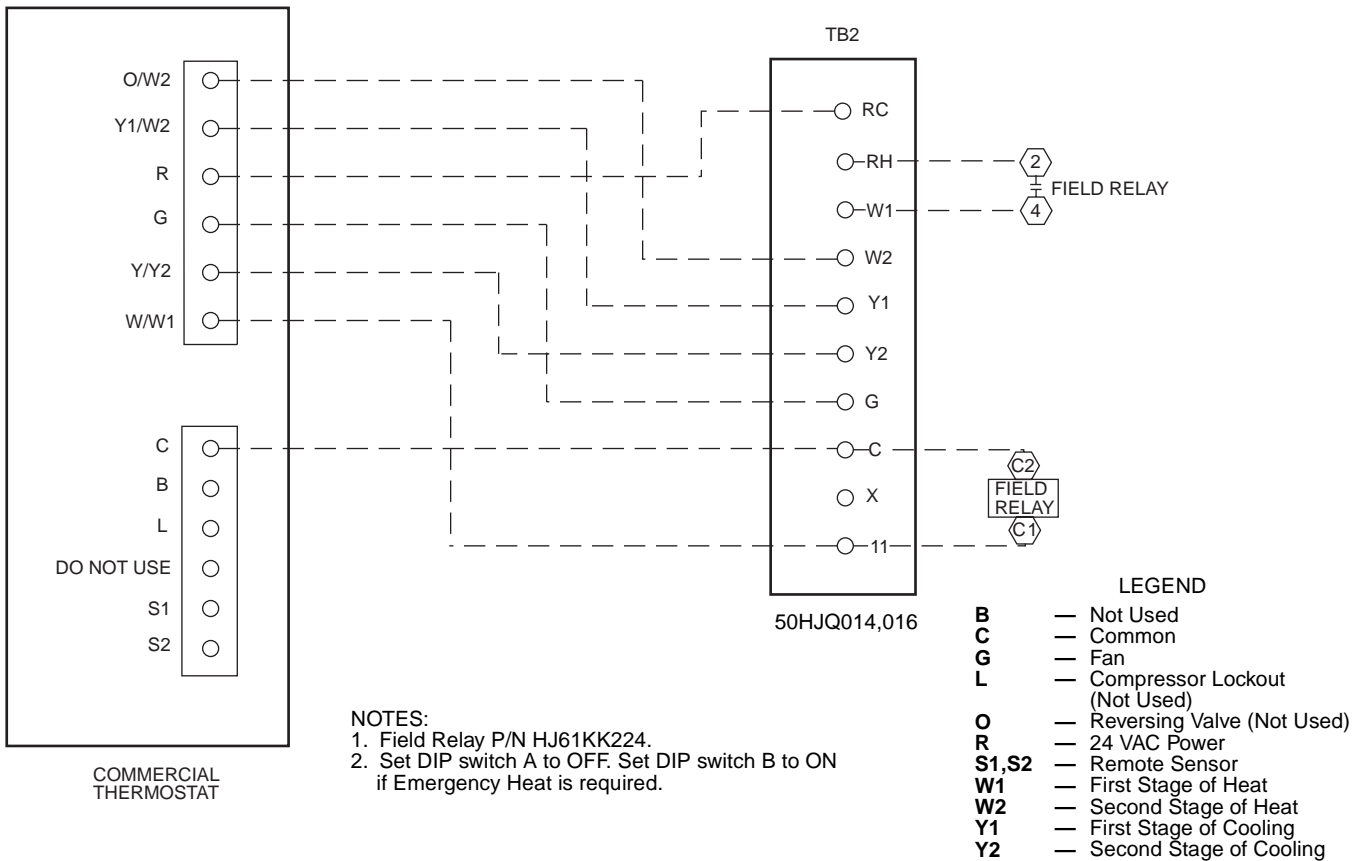 TB2
O/W2
Y1/W2
R
G
Y/Y2
W/W1
C
B
L
DO NOT USE
S1
S2
COMMERCIAL
THERMOSTAT
RC
RH
W1
W2
Y1
Y2
G
C
X
11
50HJQ014,016
2
FIELD RELAY
4
C2
FIELD
RELAY
C1
NOTES:
1. Field Relay P/N HJ61KK224.
2. Set DIP switch A to OFF. Set DIP switch B to ON
if Emergency Heat is required.
LEGEND
B — Not Used
C — Common
G — Fan
L — Compressor Lockout
(Not Used)
O — Reversing Valve (Not Used)
R — 24 VAC Power
S1,S2 — Remote Sensor
W1 — First Stage of Heat
W2 — Second Stage of Heat
Y1 — First Stage of Cooling
Y2 — Second Stage of Cooling